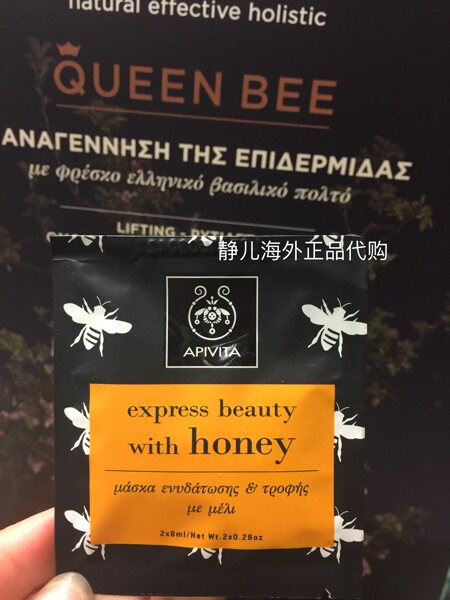 natural effective holistic
QUEEN BEE
ΑΝΑΓΕΝΝΗΣΗ ΤΗΣ ΕΠΙΔΕΡΜΙΔΑΣ
με φρέσκο ελληνικό βασιλικό πολτό
LIFTING -
静儿海外正品代购
APIVITA
express beauty
with honey
μάσκα ενυδάτωσης & τροφής
με μέλι
2x8ml/Net Wt.2x0.28oz